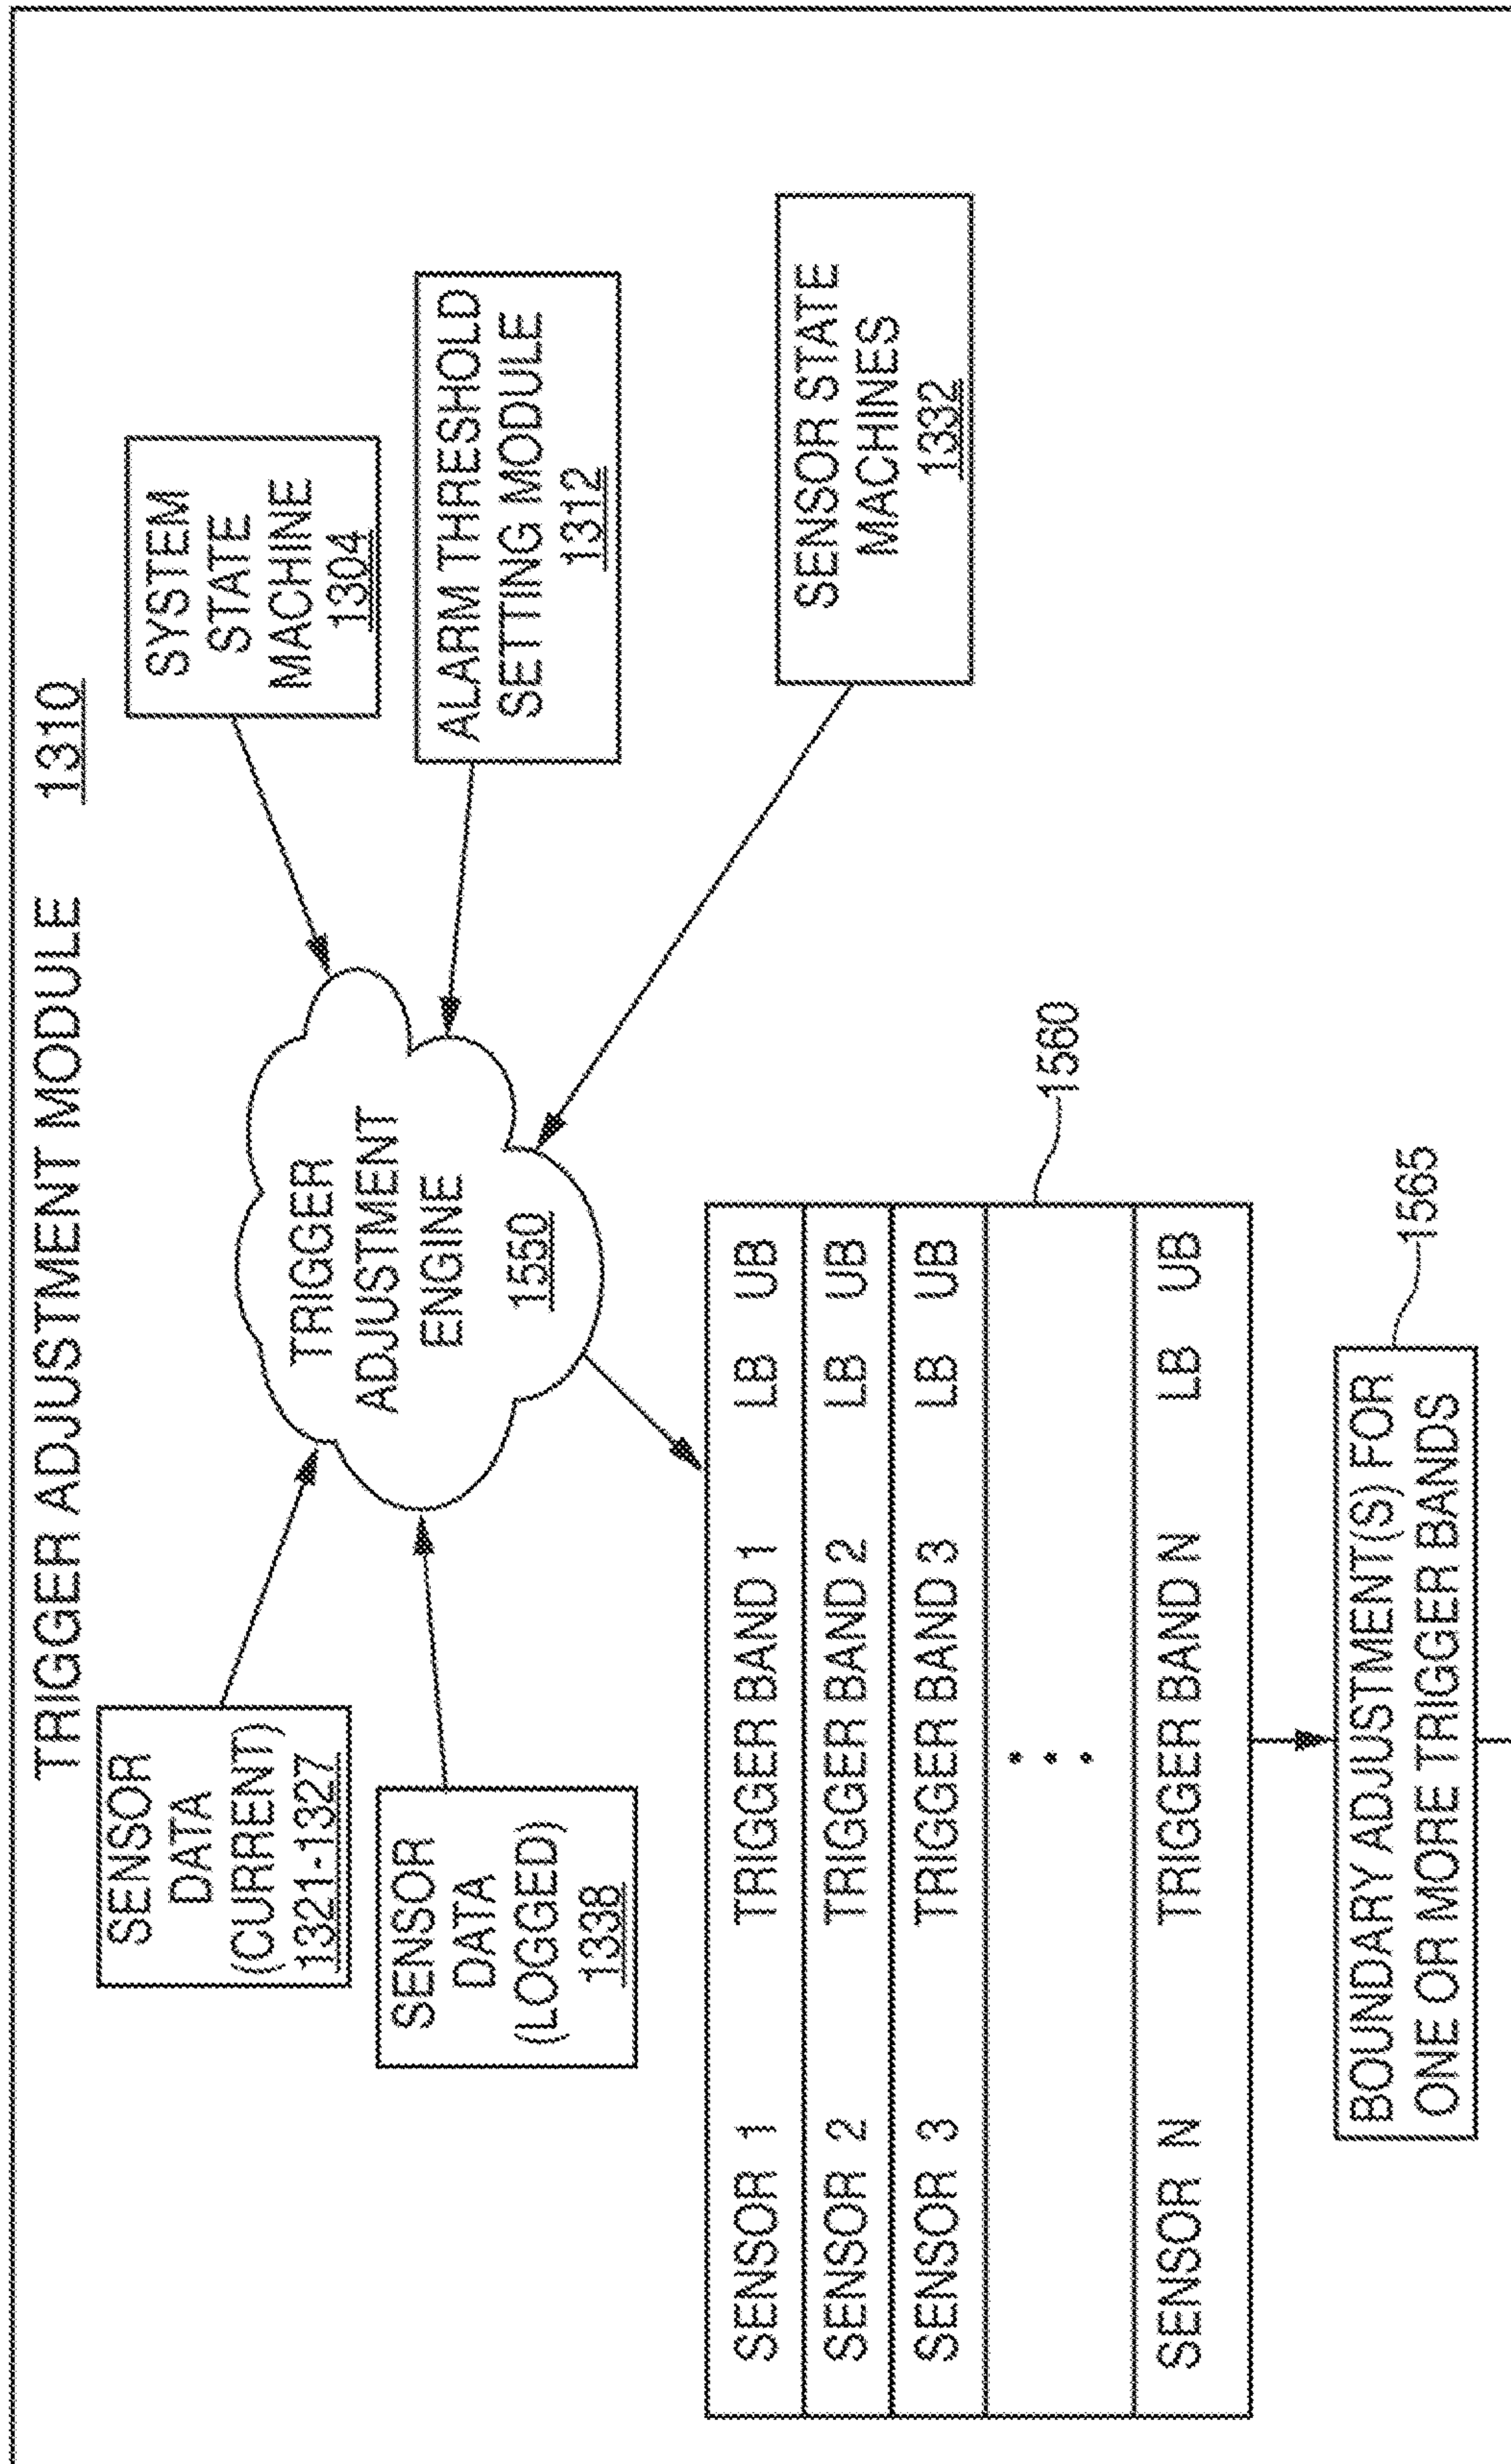 TRIGGER ADJUSTMENT MODULE 1310
SENSOR
DATA
(CURRENT)
1321-1327
SENSOR
DATA
(LOGGED)
1338
TRIGGER
ADJUSTMENT
ENGINE
1550
SYSTEM
STATE
MACHINE
1304
ALARM THRESHOLD
SETTING MODULE
1312
SENSOR STATE
MACHINES
1332
SENSOR 1 TRIGGER BAND 1 LB UB
SENSOR 2 TRIGGER BAND 2 LB UB
SENSOR 3 TRIGGER BAND 3 LB UB
SENSOR N TRIGGER BAND N LB UB
1560
BOUNDARY ADJUSTMENT(S) FOR
ONE OR MORE TRIGGER BANDS
1565